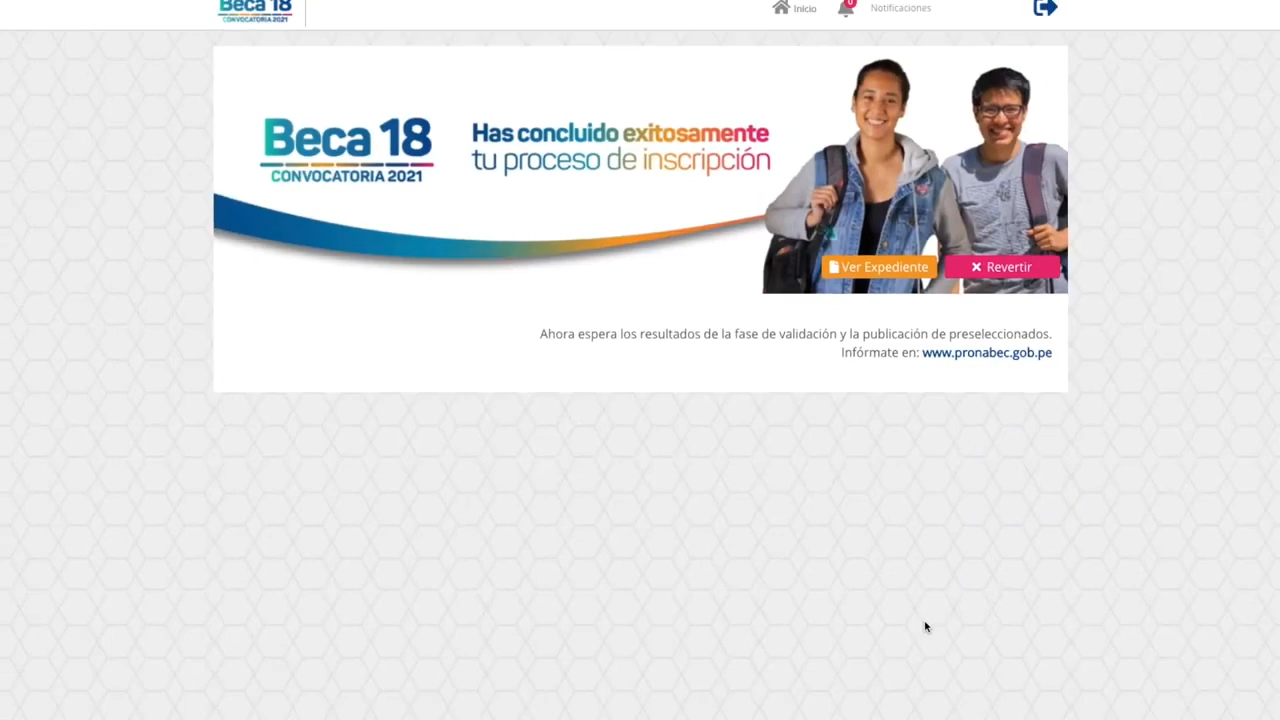 Beca 18
CONVOCATORIA 2021
Inicio
0
Notificaciones
Beca 18
CONVOCATORIA 2021
Has concluido exitosamente
tu proceso de inscripción
Ver Expediente
Revertir
Ahora espera los resultados de la fase de validación y la publicación de preseleccionados.
Infórmate en: www.pronabec.gob.pe